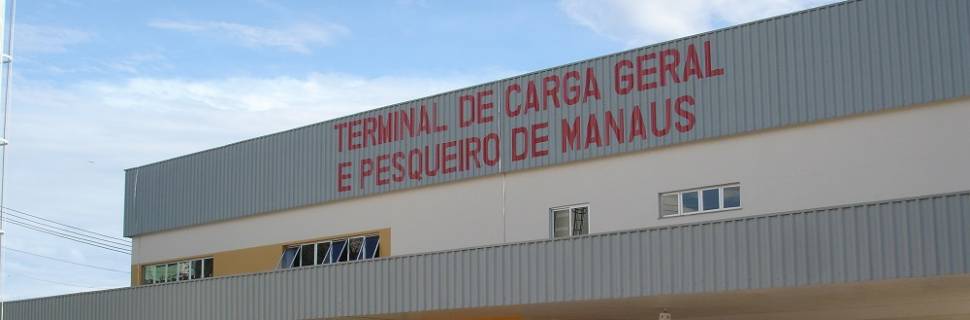 TERMINAL DE CARGA GERAL
E PESQUEIRO DE MANAUS